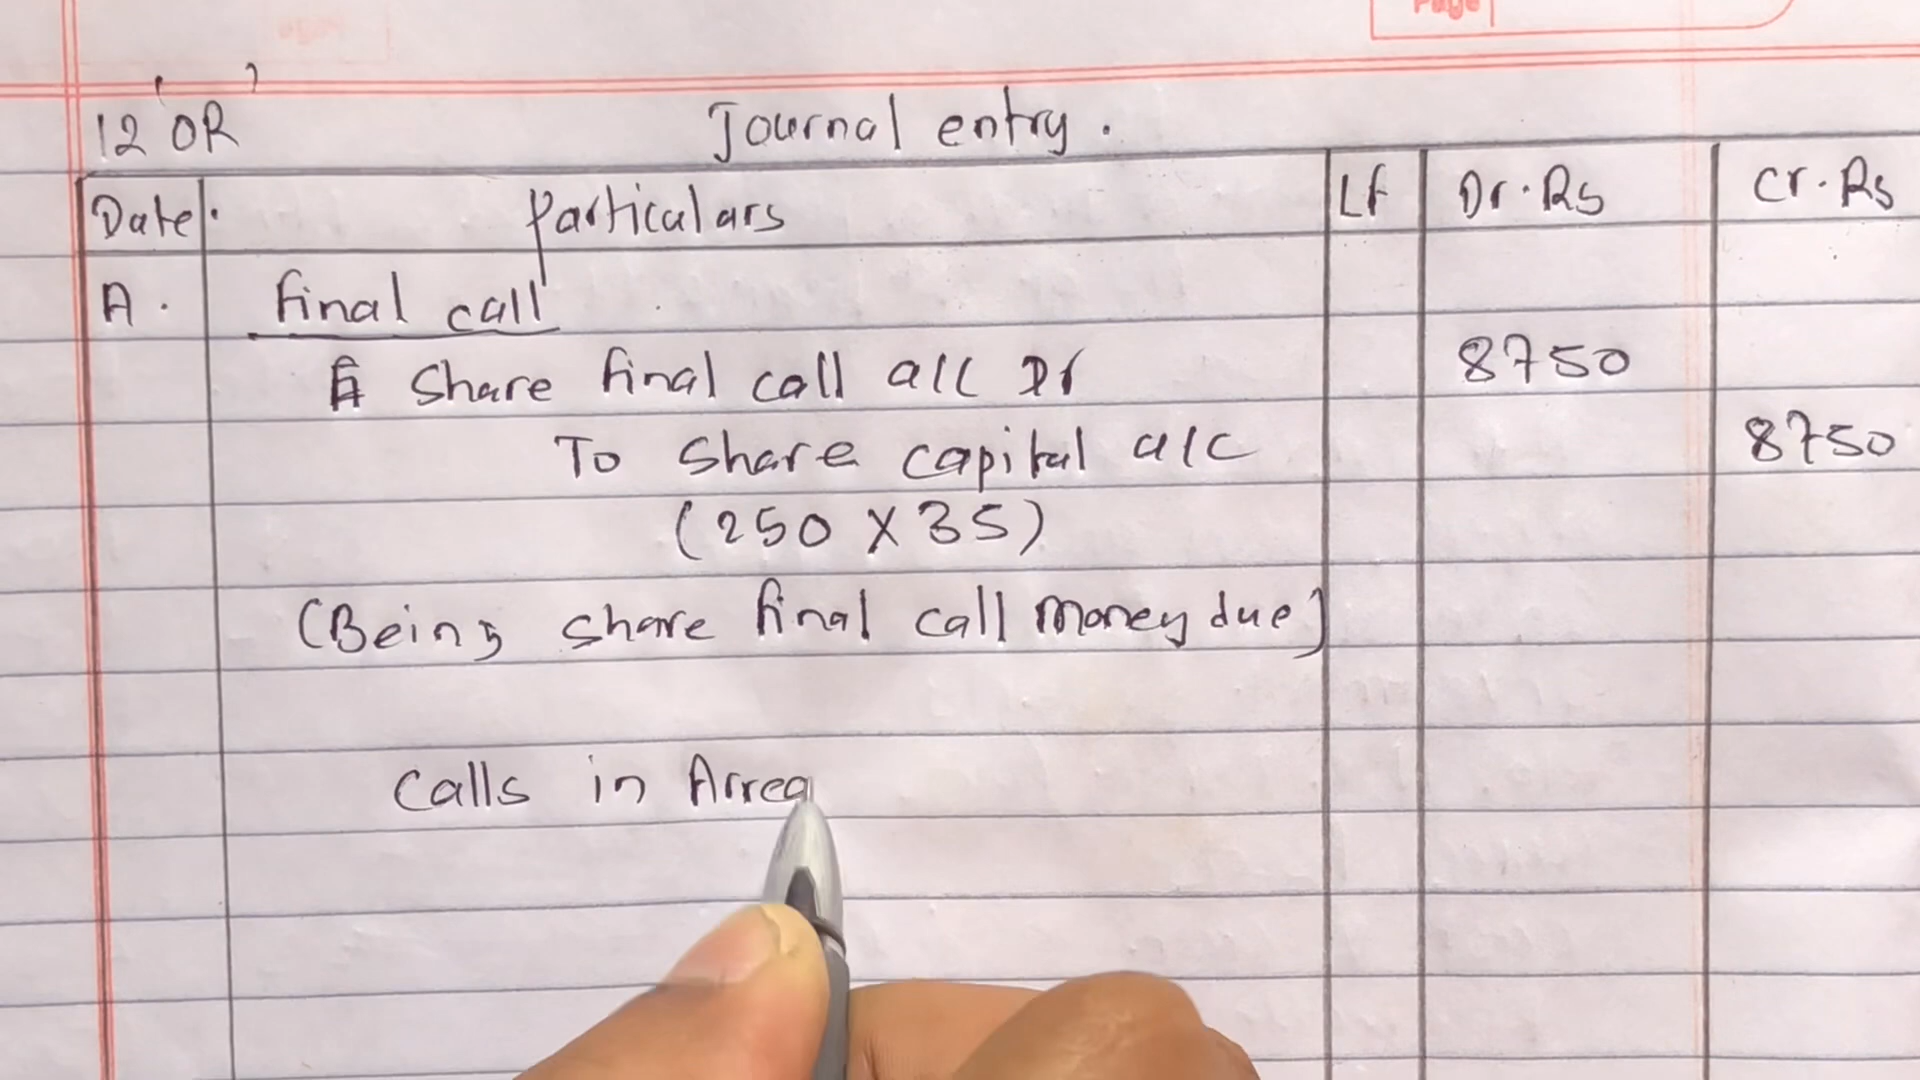 Page
12 OR
Journal entry.
Date. Particulars LF Dr.Rs Cr.Rs
A. Final call
Share final call a/c Dr 8750
To Share capital a/c 8750
(250 X 35)
(Being share final call money due)
Calls in Arrea